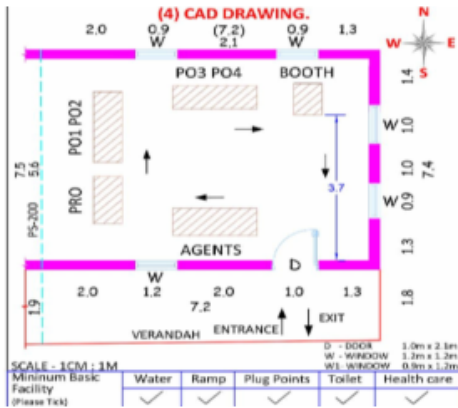 (4) CAD DRAWING.
N
2.0 0.9 (7.2) 0.9 1.3
W 2.1 W
W E
S
PO3 PO4 BOOTH
1.4
PO1 PO2
W 1.0
7.5 5.6
1.0 7.4
3.7
PRO
W 0.9
PS-200
AGENTS
1.3
W D
2.0 1.2 2.0 1.0 1.3
7,2
1.9
1.8
ENTRANCE EXIT
VERANDAH
D - DOOR 1.0m x 2.1m
W - WINDOW 1.2m x 1.2m
W1- WINDOW 0.9m x 1.2m
SCALE - 1CM : 1M
Mininum Basic Facility (Please Tick) Water Ramp Plug Points Toilet Health care